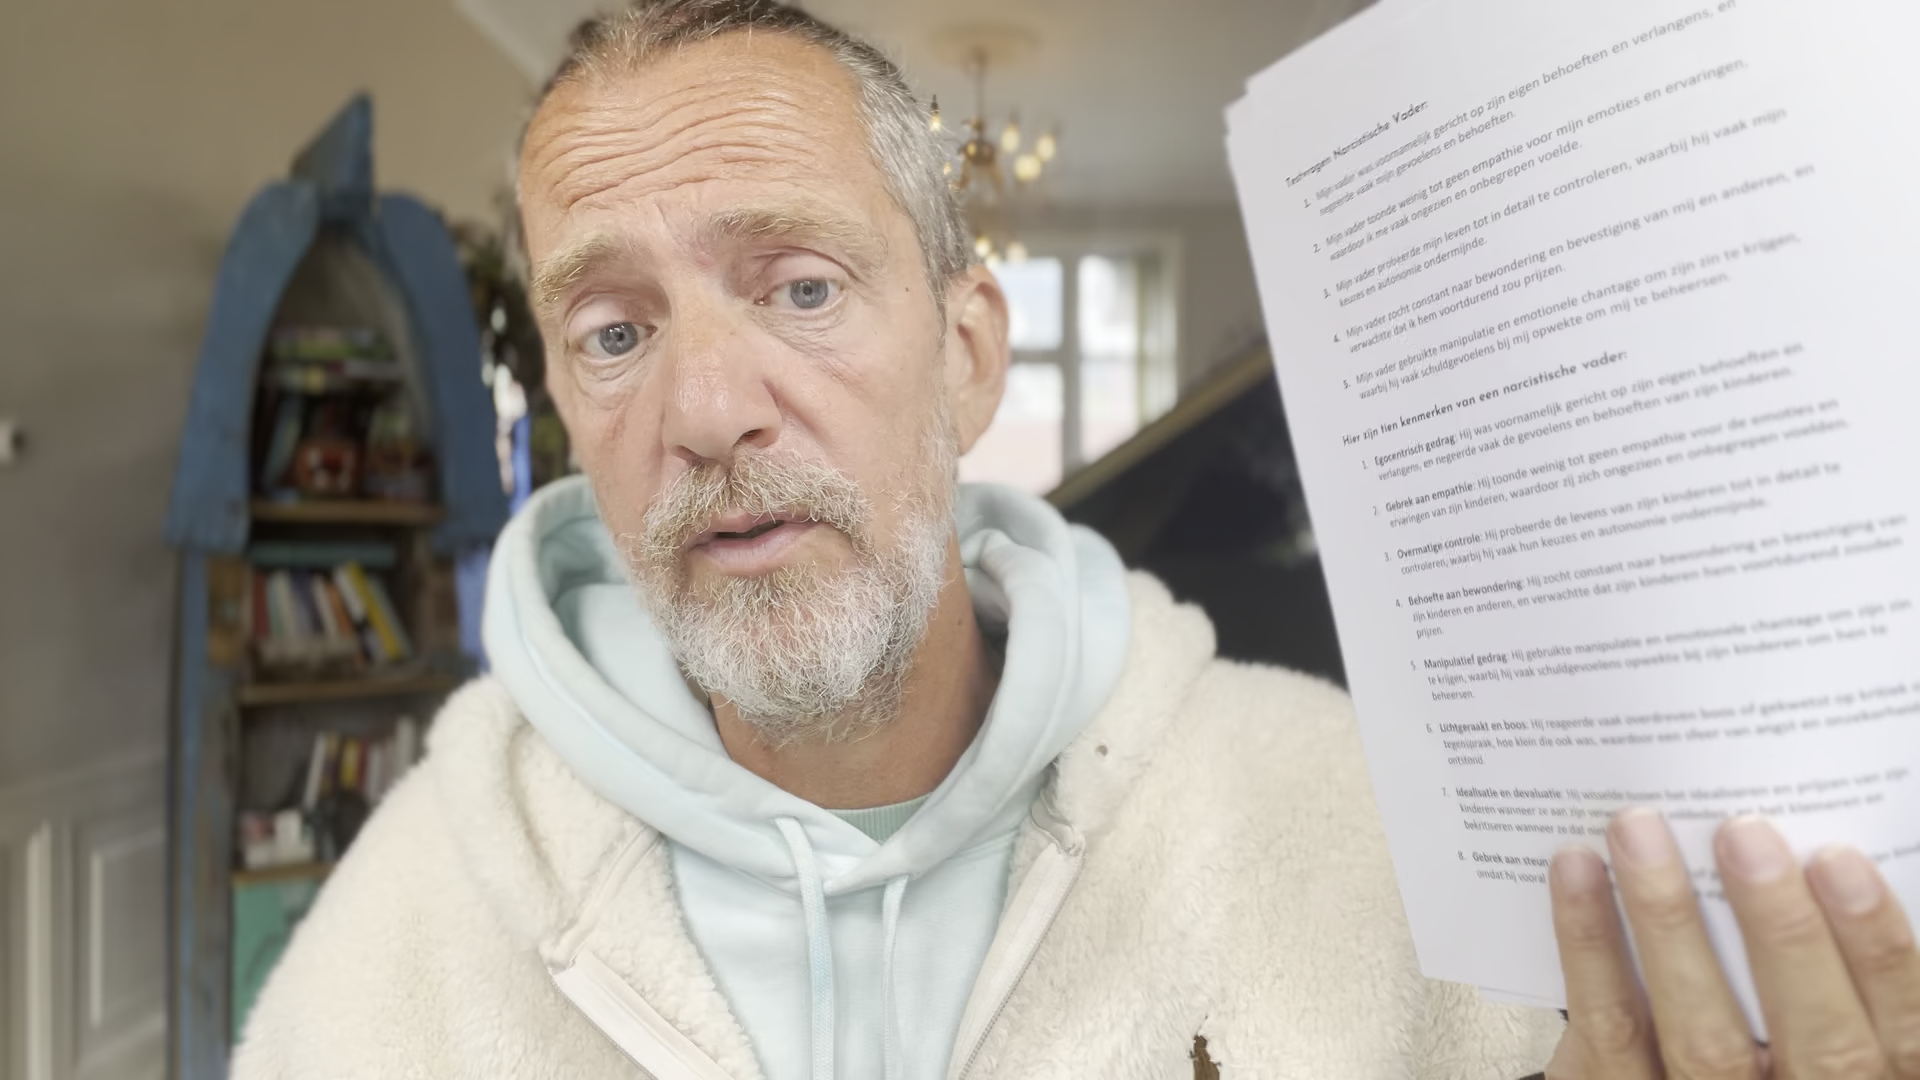 Testvragen Narcistische Vader:
1. Mijn vader was voornamelijk gericht op zijn eigen behoeften en verlangens, en
negeerde vaak mijn gevoelens en behoeften.
2. Mijn vader toonde weinig tot geen empathie voor mijn emoties en ervaringen,
waardoor ik me vaak ongezien en onbegrepen voelde.
3. Mijn vader probeerde mijn leven tot in detail te controleren, waarbij hij vaak mijn
keuzes en autonomie ondermijnde.
4. Mijn vader zocht constant naar bewondering en bevestiging van mij en anderen, en
verwachtte dat ik hem voortdurend zou prijzen.
5. Mijn vader gebruikte manipulatie en emotionele chantage om zijn zin te krijgen,
waarbij hij vaak schuldgevoelens bij mij opwekte om mij te beheersen.
Hier zijn tien kenmerken van een narcistische vader:
1. Egocentrisch gedrag: Hij was voornamelijk gericht op zijn eigen behoeften en
verlangens, en negeerde vaak de gevoelens en behoeften van zijn kinderen.
2. Gebrek aan empathie: Hij toonde weinig tot geen empathie voor de emoties en
ervaringen van zijn kinderen, waardoor zij zich ongezien en onbegrepen voelden.
3. Overmatige controle: Hij probeerde de levens van zijn kinderen tot in detail te
controleren, waarbij hij vaak hun keuzes en autonomie ondermijnde.
4. Behoefte aan bewondering: Hij zocht constant naar bewondering en bevestiging van
zijn kinderen en anderen, en verwachtte dat zijn kinderen hem voortdurend zouden
prijzen.
5. Manipulatief gedrag: Hij gebruikte manipulatie en emotionele chantage om zijn zin
te krijgen, waarbij hij vaak schuldgevoelens opwekte bij zijn kinderen om hen te
beheersen.
6. Lichtgeraakt en boos: Hij reageerde vaak overdreven boos of gekwetst op kritiek of
tegenspraak, hoe klein die ook was, waardoor een sfeer van angst en onzekerheid
ontstond.
7. Idealisatie en devaluatie: Hij wisselde tussen het idealiseren en prijzen van zijn
kinderen wanneer ze aan zijn het kleineren en
bekritiseren wanneer ze dat niet
8. Gebrek aan steun
omdat hij vooral